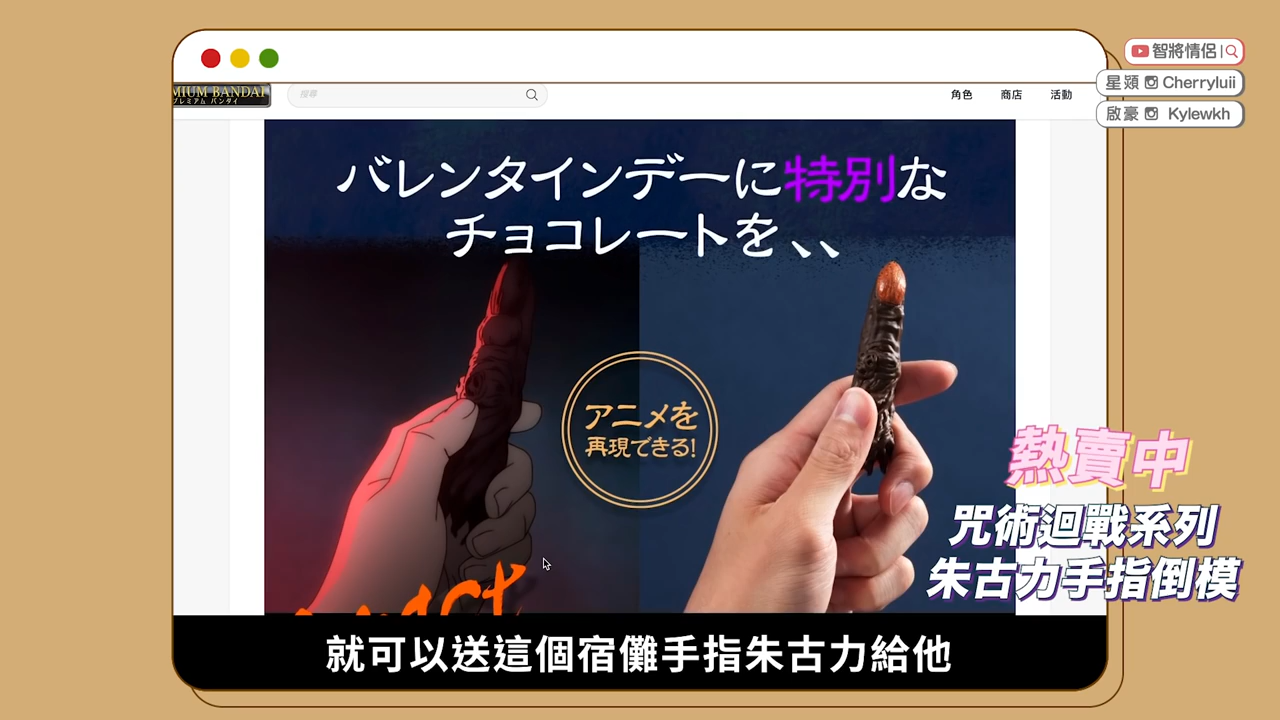 智將情侶
星熲 Cherryluii
啟豪 Kylewkh
MIUM BANDAI
プレミアム バンダイ
搜尋
角色 商店 活動
バレンタインデーに特別な
チョコレートを、、
アニメを
再現できる!
熱賣中
咒術迴戰系列
朱古力手指倒模
就可以送這個宿儺手指朱古力給他